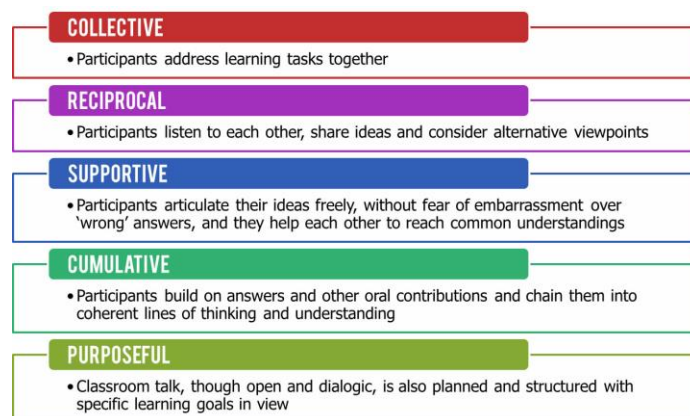 COLLECTIVE
• Participants address learning tasks together
RECIPROCAL
• Participants listen to each other, share ideas and consider alternative viewpoints
SUPPORTIVE
• Participants articulate their ideas freely, without fear of embarrassment over
‘wrong’ answers, and they help each other to reach common understandings
CUMULATIVE
• Participants build on answers and other oral contributions and chain them into
coherent lines of thinking and understanding
PURPOSEFUL
• Classroom talk, though open and dialogic, is also planned and structured with
specific learning goals in view